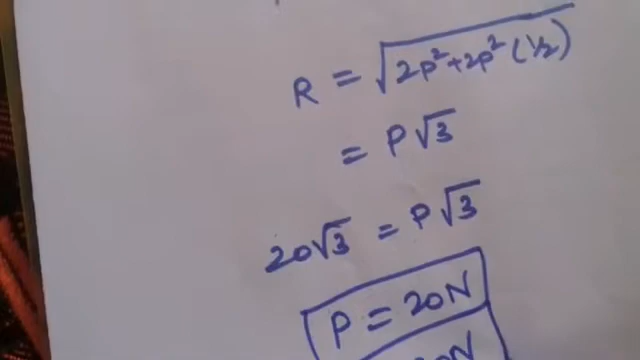 R = √2P²+2P²(1/2)
= P√3
20√3 = P√3
P = 20N